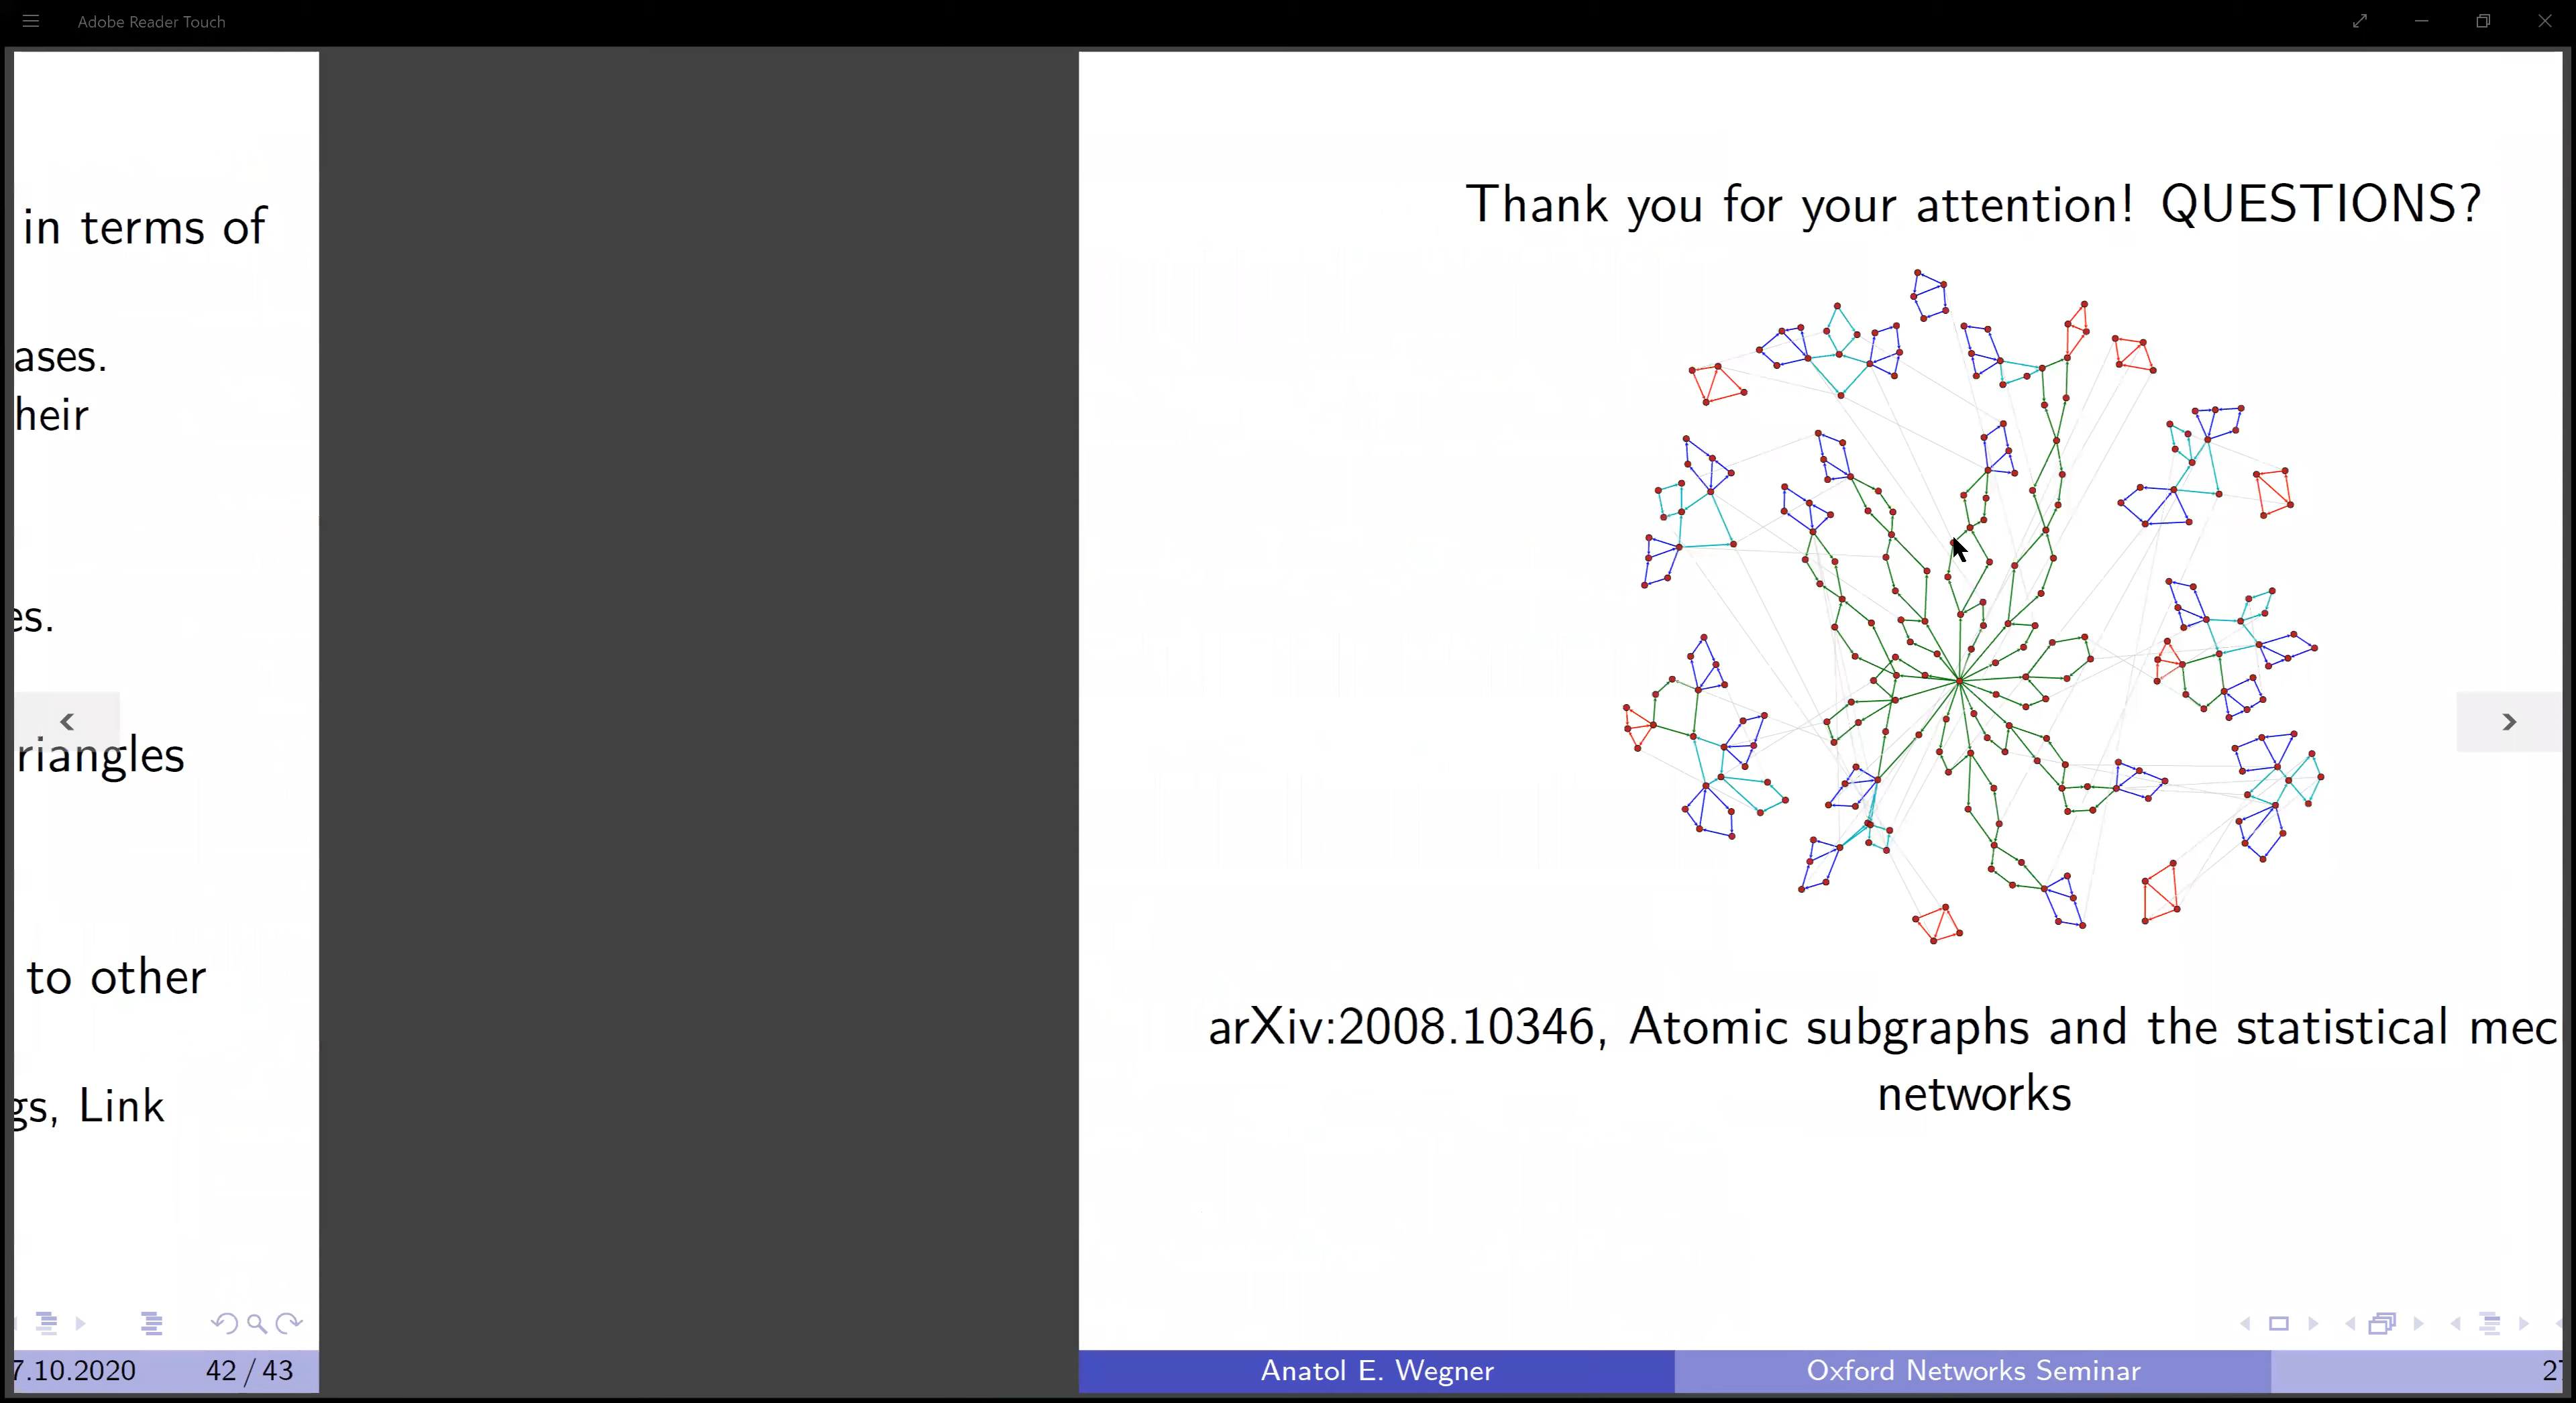 Adobe Reader Touch
in terms of
ases.
heir
es.
riangles
to other
gs, Link
7.10.2020 42 / 43
Thank you for your attention! QUESTIONS?
arXiv:2008.10346, Atomic subgraphs and the statistical mec
networks
Anatol E. Wegner Oxford Networks Seminar 27